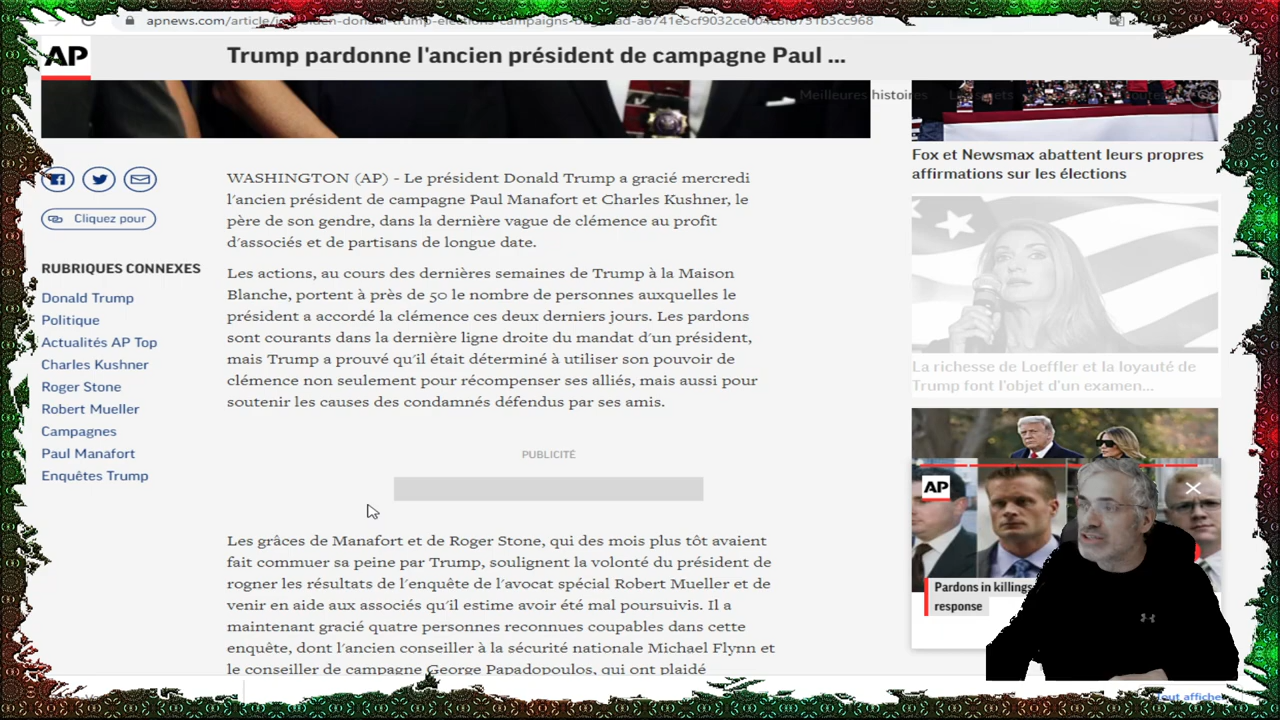 AP
Trump pardonne l'ancien président de campagne Paul ...
Meilleures histoires
Cliquez pour
RUBRIQUES CONNEXES
Donald Trump
Politique
Actualités AP Top
Charles Kushner
Roger Stone
Robert Mueller
Campagnes
Paul Manafort
Enquêtes Trump
WASHINGTON (AP) - Le président Donald Trump a gracié mercredi
l'ancien président de campagne Paul Manafort et Charles Kushner, le
père de son gendre, dans la dernière vague de clémence au profit
d'associés et de partisans de longue date.
Les actions, au cours des dernières semaines de Trump à la Maison
Blanche, portent à près de 50 le nombre de personnes auxquelles le
président a accordé la clémence ces deux derniers jours. Les pardons
sont courants dans la dernière ligne droite du mandat d'un président,
mais Trump a prouvé qu'il était déterminé à utiliser son pouvoir de
clémence non seulement pour récompenser ses alliés, mais aussi pour
soutenir les causes des condamnés défendus par ses amis.
PUBLICITÉ
Les grâces de Manafort et de Roger Stone, qui des mois plus tôt avaient
fait commuer sa peine par Trump, soulignent la volonté du président de
rogner les résultats de l'enquête de l'avocat spécial Robert Mueller et de
venir en aide aux associés qu'il estime avoir été mal poursuivis. Il a
maintenant gracié quatre personnes reconnues coupables dans cette
enquête, dont l'ancien conseiller à la sécurité nationale Michael Flynn et
le conseiller de campagne George Papadopoulos, qui ont plaidé
Fox et Newsmax abattent leurs propres
affirmations sur les élections
La richesse de Loeffler et la loyauté de
Trump font l'objet d'un examen...
AP
Pardons in killings
response
tout affiche